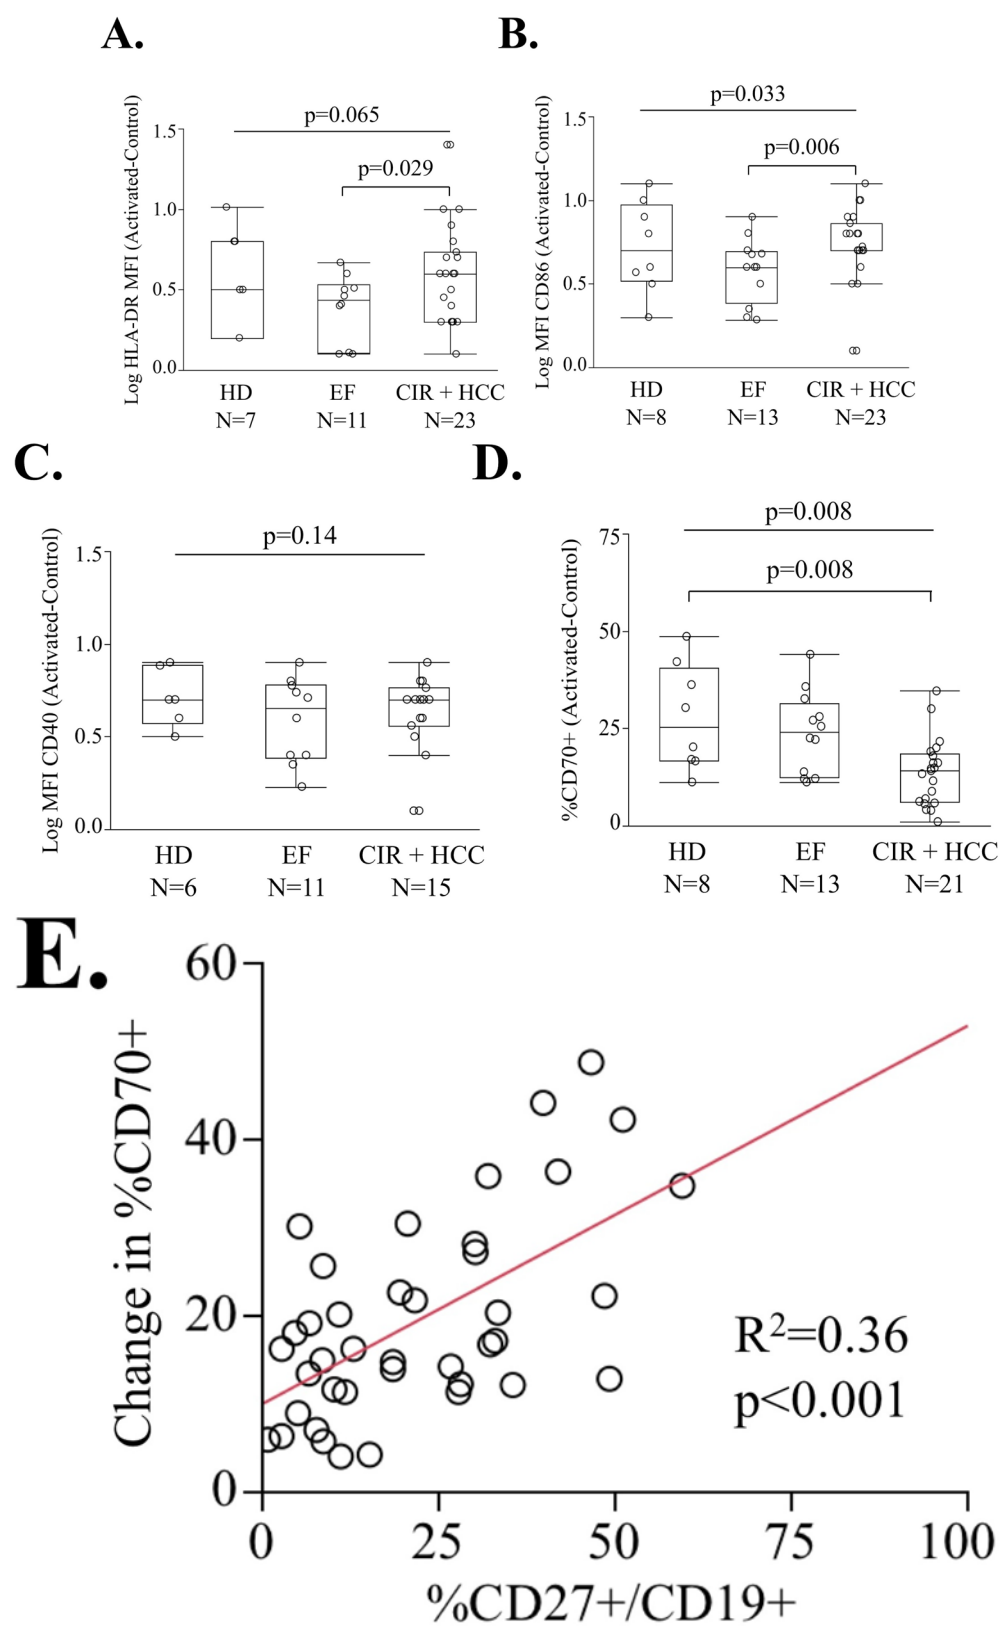 A.
Log HLA-DR MFI (Activated-Control)
1.5
1.0
0.5
0.0
p=0.065
p=0.029
HD
EF
CIR + HCC
N=7
N=11
N=23
B.
Log MFI CD86 (Activated-Control)
1.5
1.0
0.5
0.0
p=0.033
p=0.006
HD
EF
CIR + HCC
N=8
N=13
N=23
C.
Log MFI CD40 (Activated-Control)
1.5
1.0
0.5
0.0
p=0.14
HD
EF
CIR + HCC
N=6
N=11
N=15
D.
%CD70+ (Activated-Control)
75
50
25
0
p=0.008
p=0.008
HD
EF
CIR + HCC
N=8
N=13
N=21
E.
Change in %CD70+
60
40
20
0
R²=0.36
p<0.001
0 25 50 75 100
%CD27+/CD19+